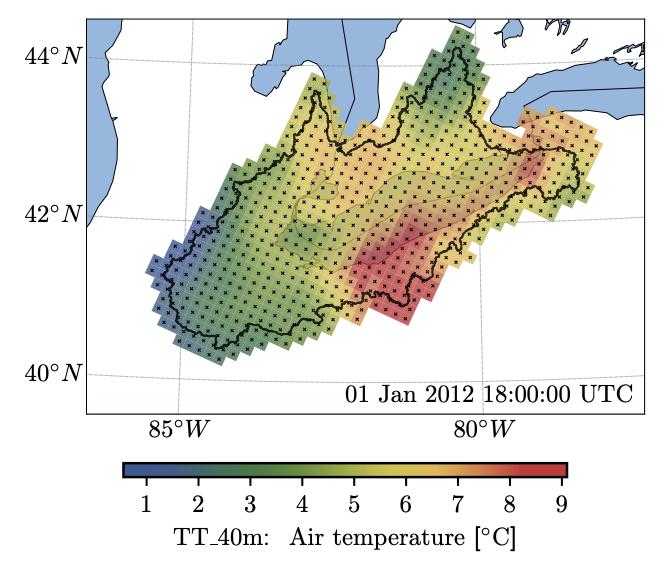 44°N
42°N
40°N
01 Jan 2012 18:00:00 UTC
85°W 80°W
1 2 3 4 5 6 7 8 9
TT_40m: Air temperature [°C]